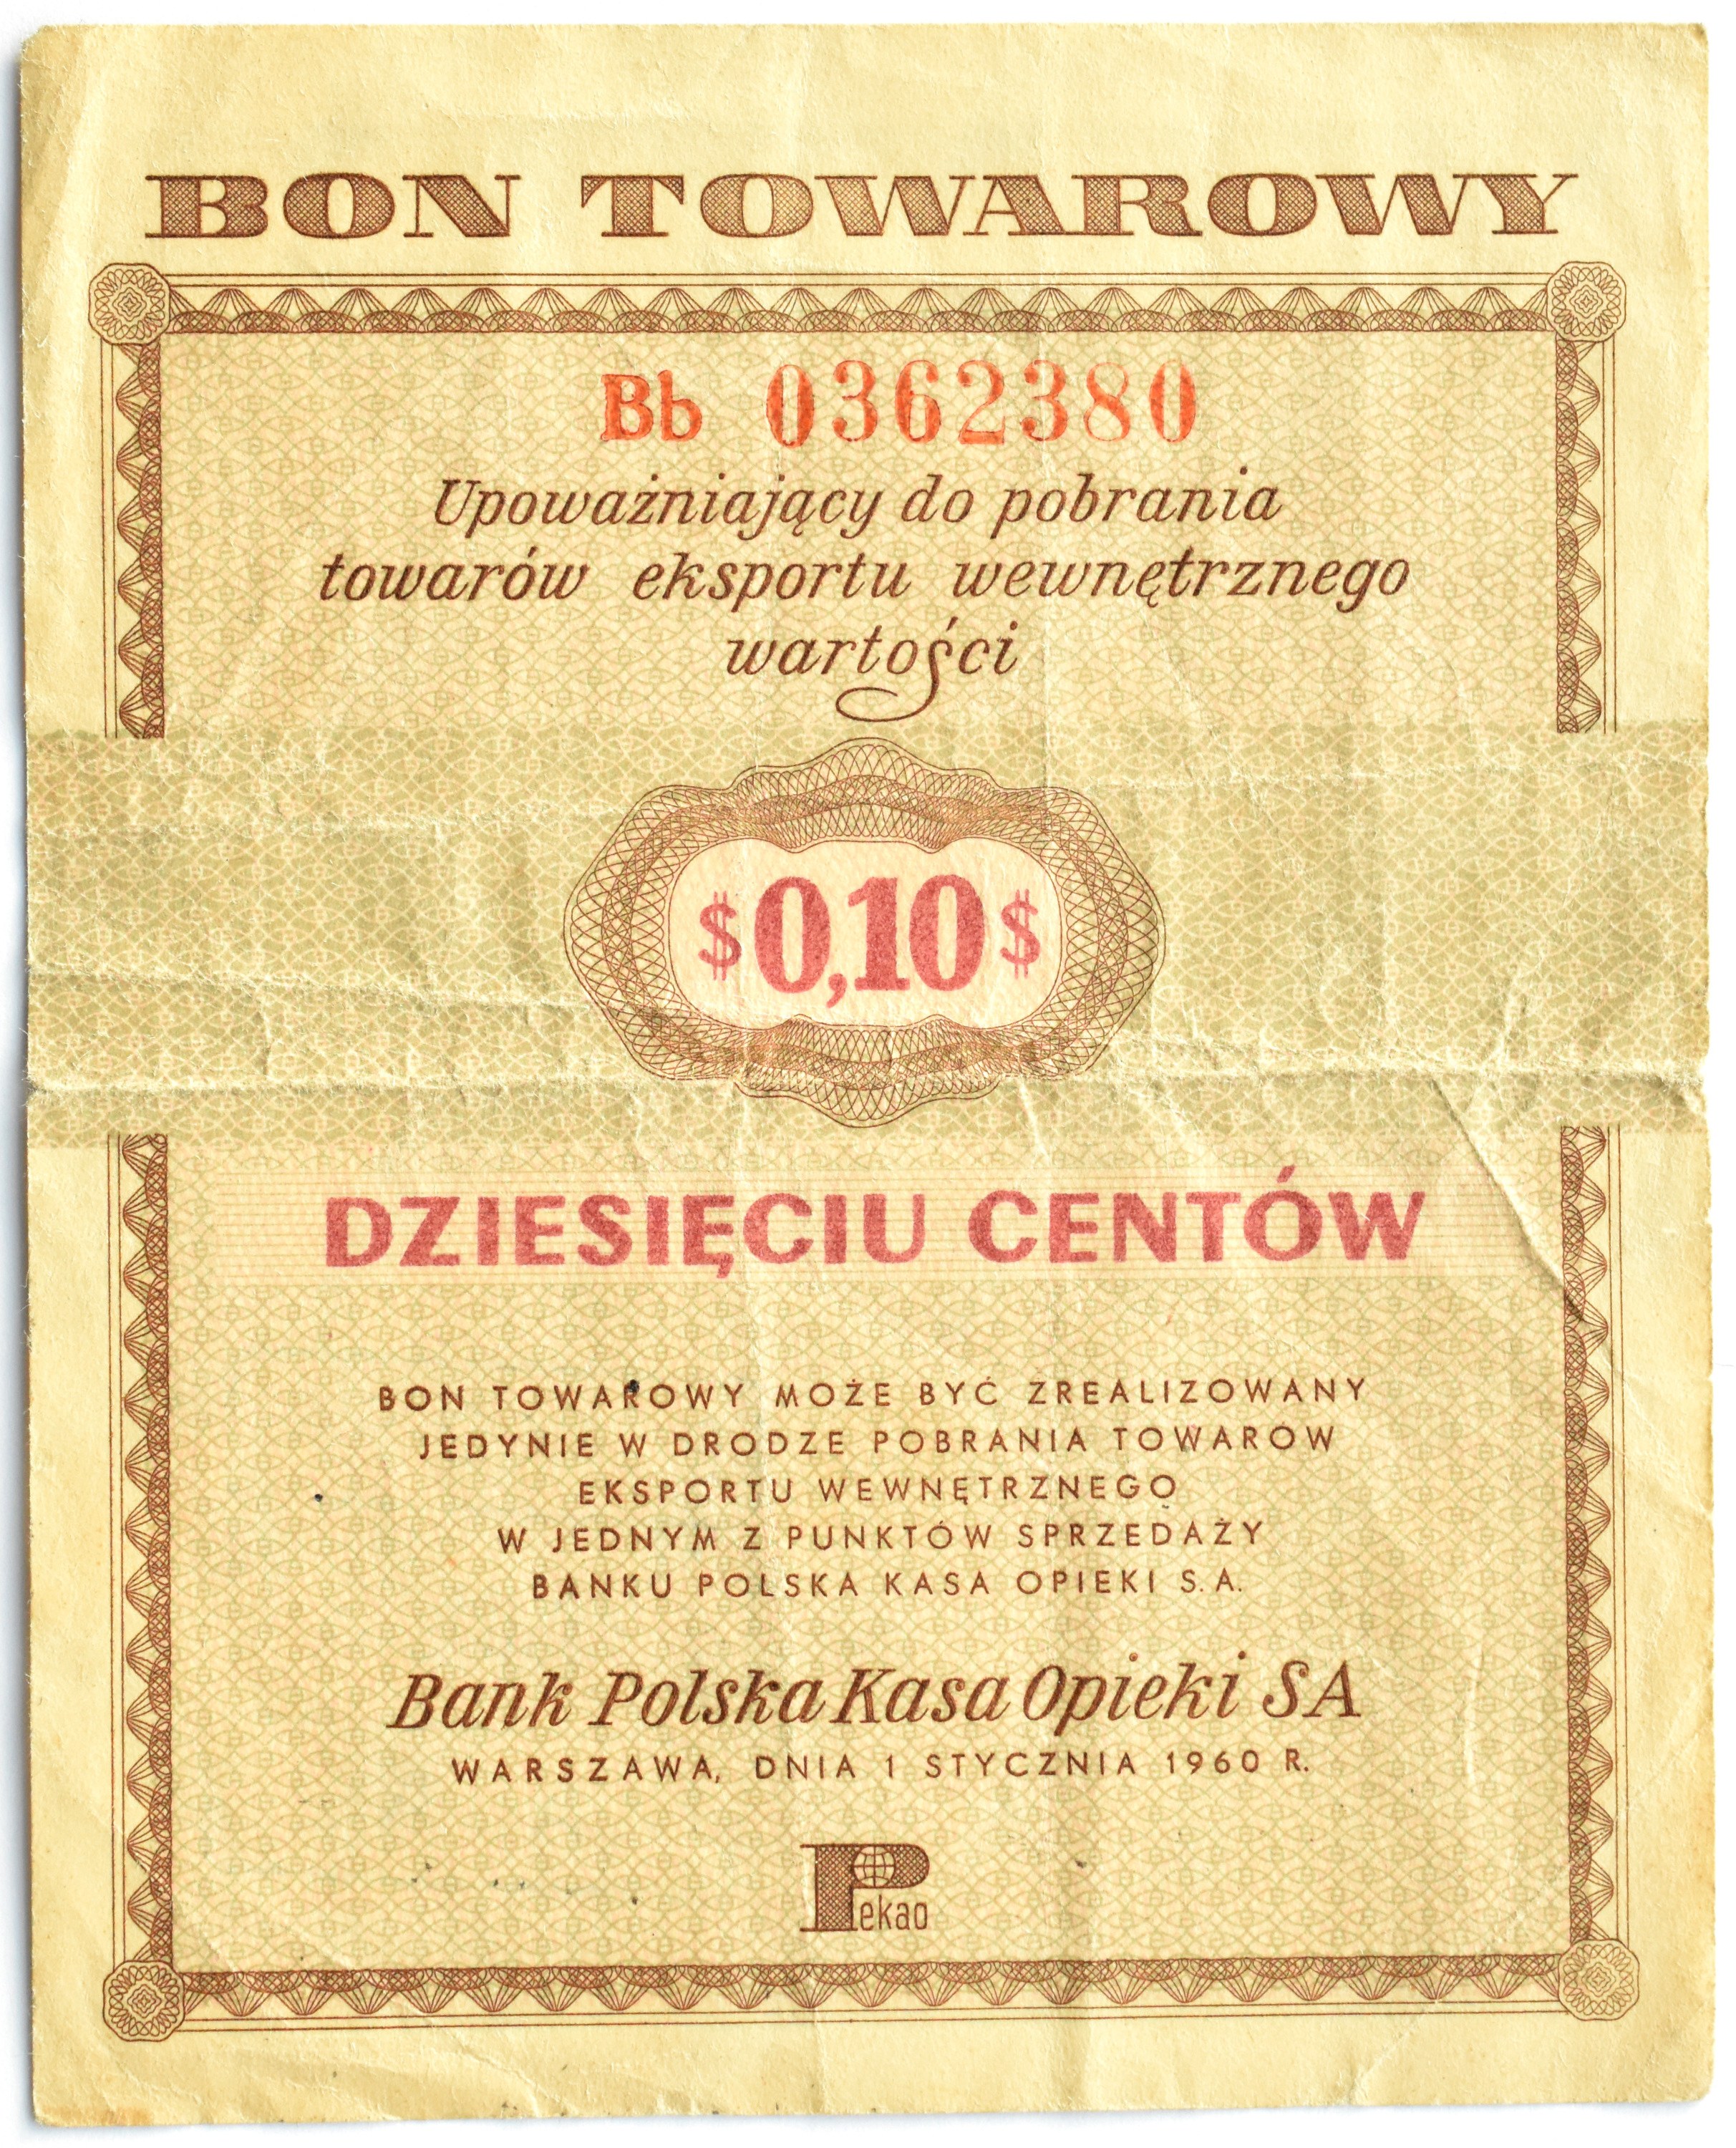 BON TOWAROWY
Bb 0362380
Upoważniający do pobrania
towarów eksportu wewnętrznego
wartości
$0,10$
DZIESIĘCIU CENTÓW
BON TOWAROWY MOŻE BYĆ ZREALIZOWANY
JEDYNIE W DRODZE POBRANIA TOWARÓW
EKSPORTU WEWNĘTRZNEGO
W JEDNYM Z PUNKTÓW SPRZEDAŻY
BANKU POLSKA KASA OPIEKI S.A.
Bank Polska Kasa Opieki SA
WARSZAWA, DNIA 1 STYCZNIA 1960 R.
Pekao